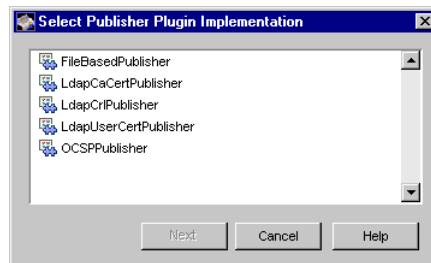 Select Publisher Plugin Implementation
FileBasedPublisher
LdapCaCertPublisher
LdapCrlPublisher
LdapUserCertPublisher
OCSPPublisher
Next Cancel Help